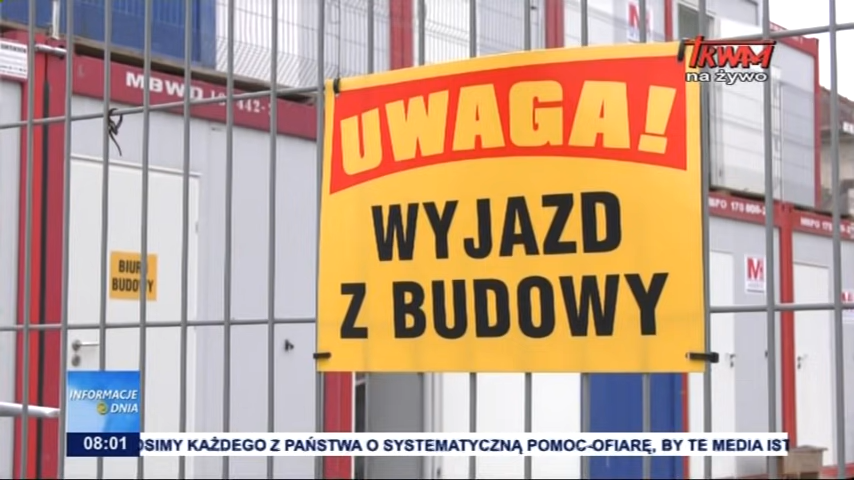 TRWAM
na żywo
UWAGA!
WYJAZD
Z BUDOWY
MBWD
BIURO
BUDOWY
M
INFORMACJE
DNIA
08:01
OSIMY KAŻDEGO Z PAŃSTWA O SYSTEMATYCZNĄ POMOC-OFIARĘ, BY TE MEDIA IST